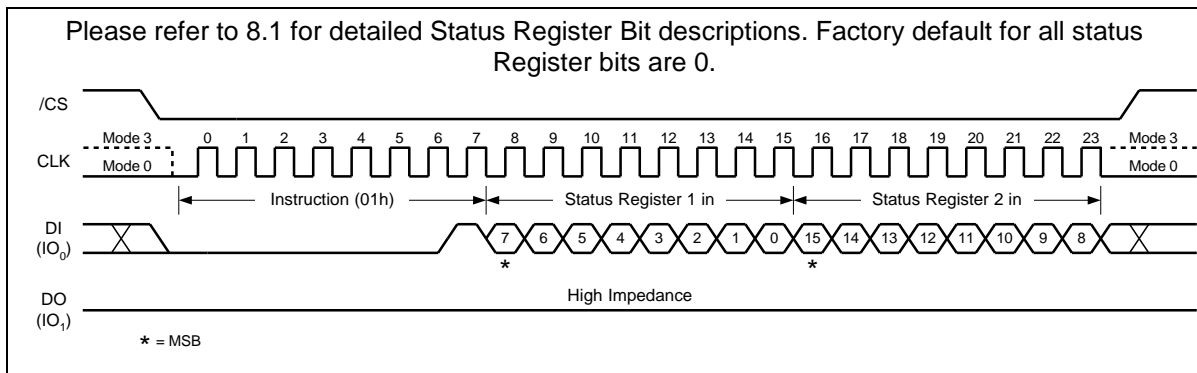 Please refer to 8.1 for detailed Status Register Bit descriptions. Factory default for all status
Register bits are 0.
/CS
Mode 3 0 1 2 3 4 5 6 7 8 9 10 11 12 13 14 15 16 17 18 19 20 21 22 23 Mode 3
CLK Mode 0 Mode 0
Instruction (01h) Status Register 1 in Status Register 2 in
DI
(IO0)
7 6 5 4 3 2 1 0 15 14 13 12 11 10 9 8
* *
High Impedance
DO
(IO1)
* = MSB